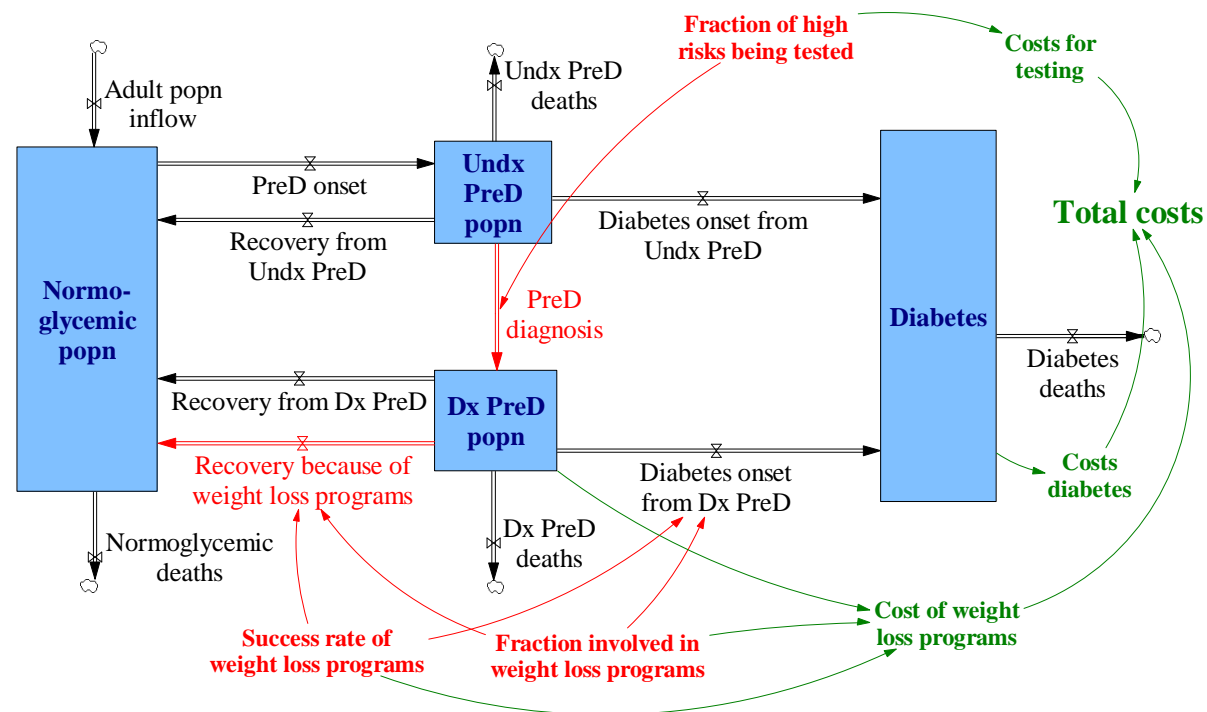 Fraction of high
risks being tested
Costs for
testing
Undx PreD
deaths
Adult popn
inflow
Undx
PreD
popn
PreD onset
Total costs
Recovery from
Undx PreD
Diabetes onset from
Undx PreD
Normo-
glycemic
popn
PreD
diagnosis
Diabetes
Diabetes
deaths
Recovery from Dx PreD
Dx PreD
popn
Recovery because of
weight loss programs
Diabetes onset
from Dx PreD
Costs
diabetes
Normoglycemic
deaths
Dx PreD
deaths
Cost of weight
loss programs
Success rate of
weight loss programs
Fraction involved in
weight loss programs